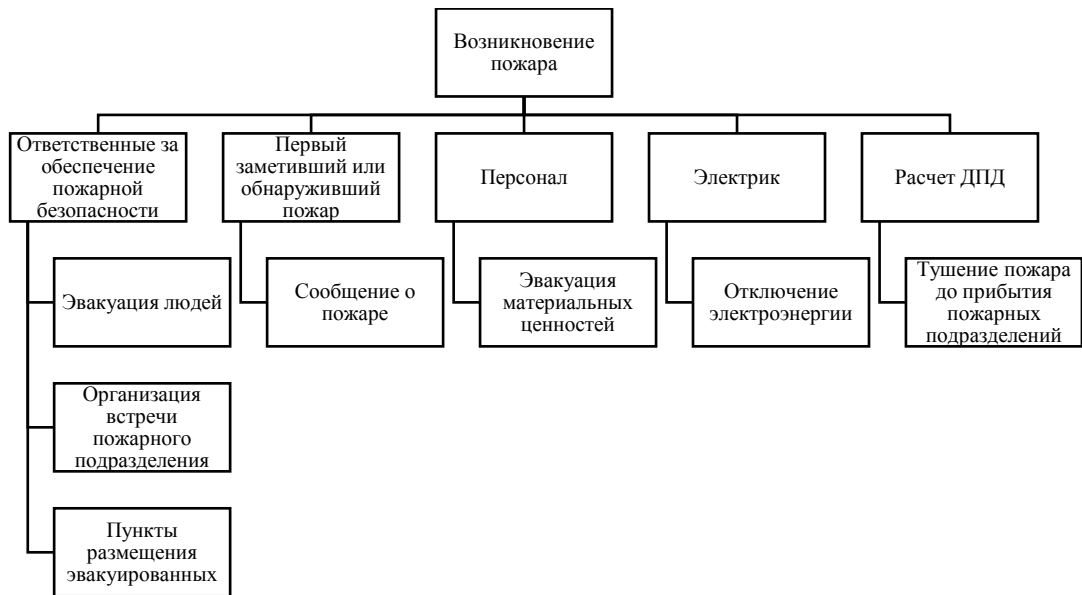 Возникновение
пожара
Ответственные за
обеспечение
пожарной
безопасности
Первый
заметивший или
обнаруживший
пожар
Персонал
Электрик
Расчет ДПД
Эвакуация людей
Сообщение о
пожаре
Эвакуация
материальных
ценностей
Отключение
электроэнергии
Тушение пожара
до прибытия
пожарных
подразделений
Организация
встречи
пожарного
подразделения
Пункты
размещения
эвакуированных